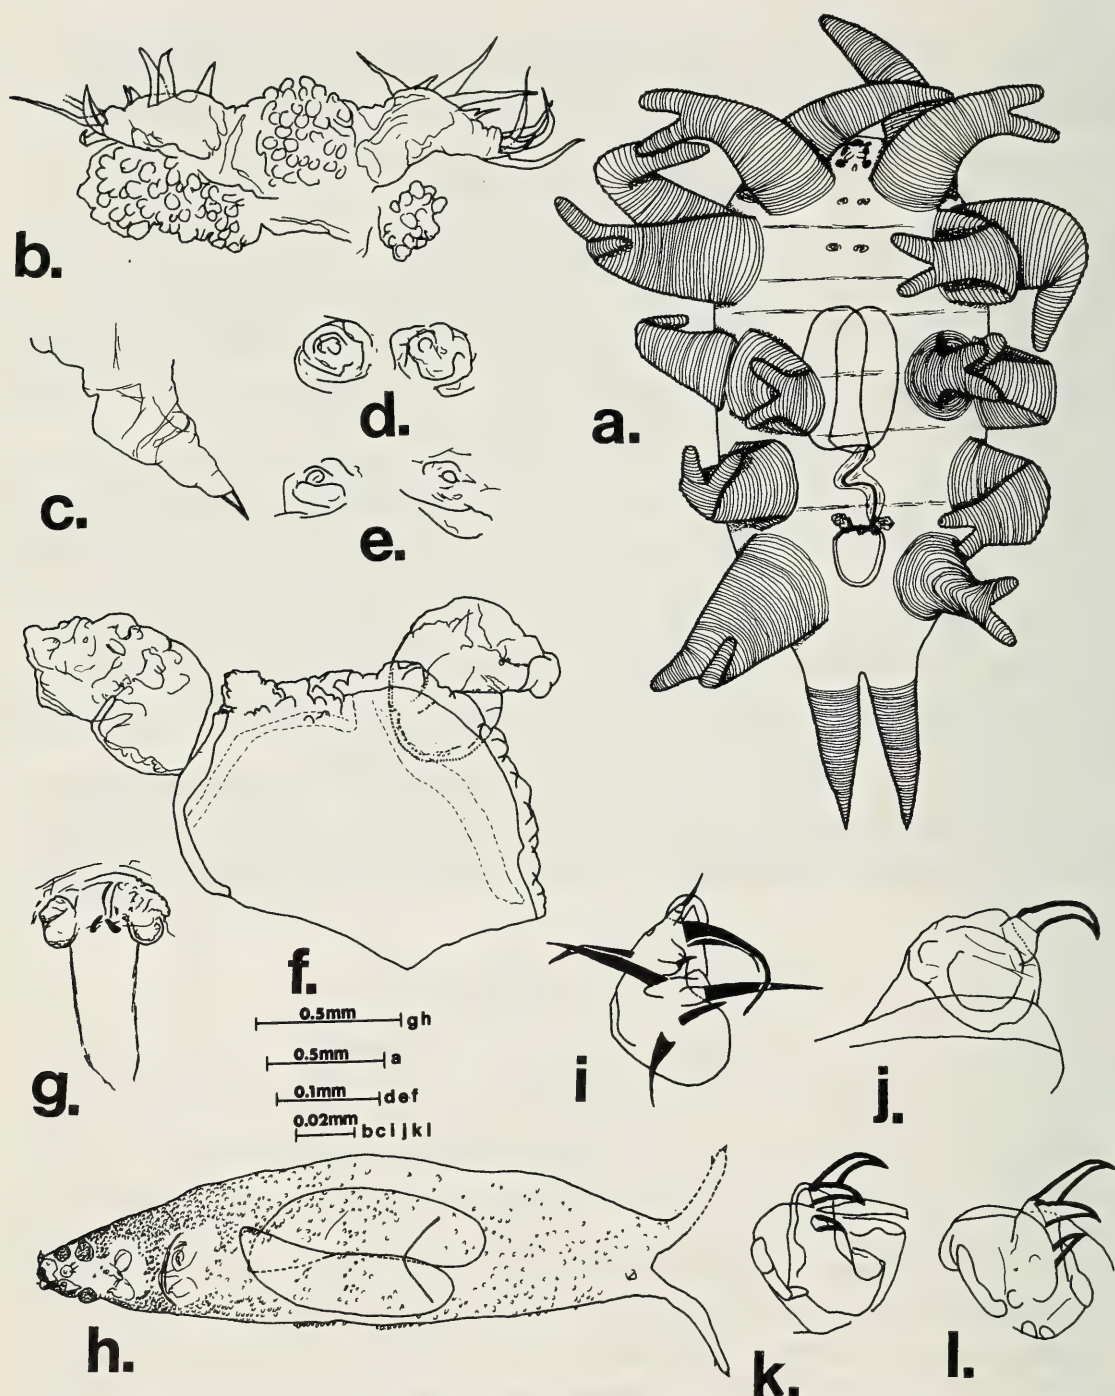 b.
a.
d.
c.
e.
f.
0.5mm gh
g.
i
j.
0.5mm a
0.1mm def
0.02mm bcijkl
h.
k.
l.